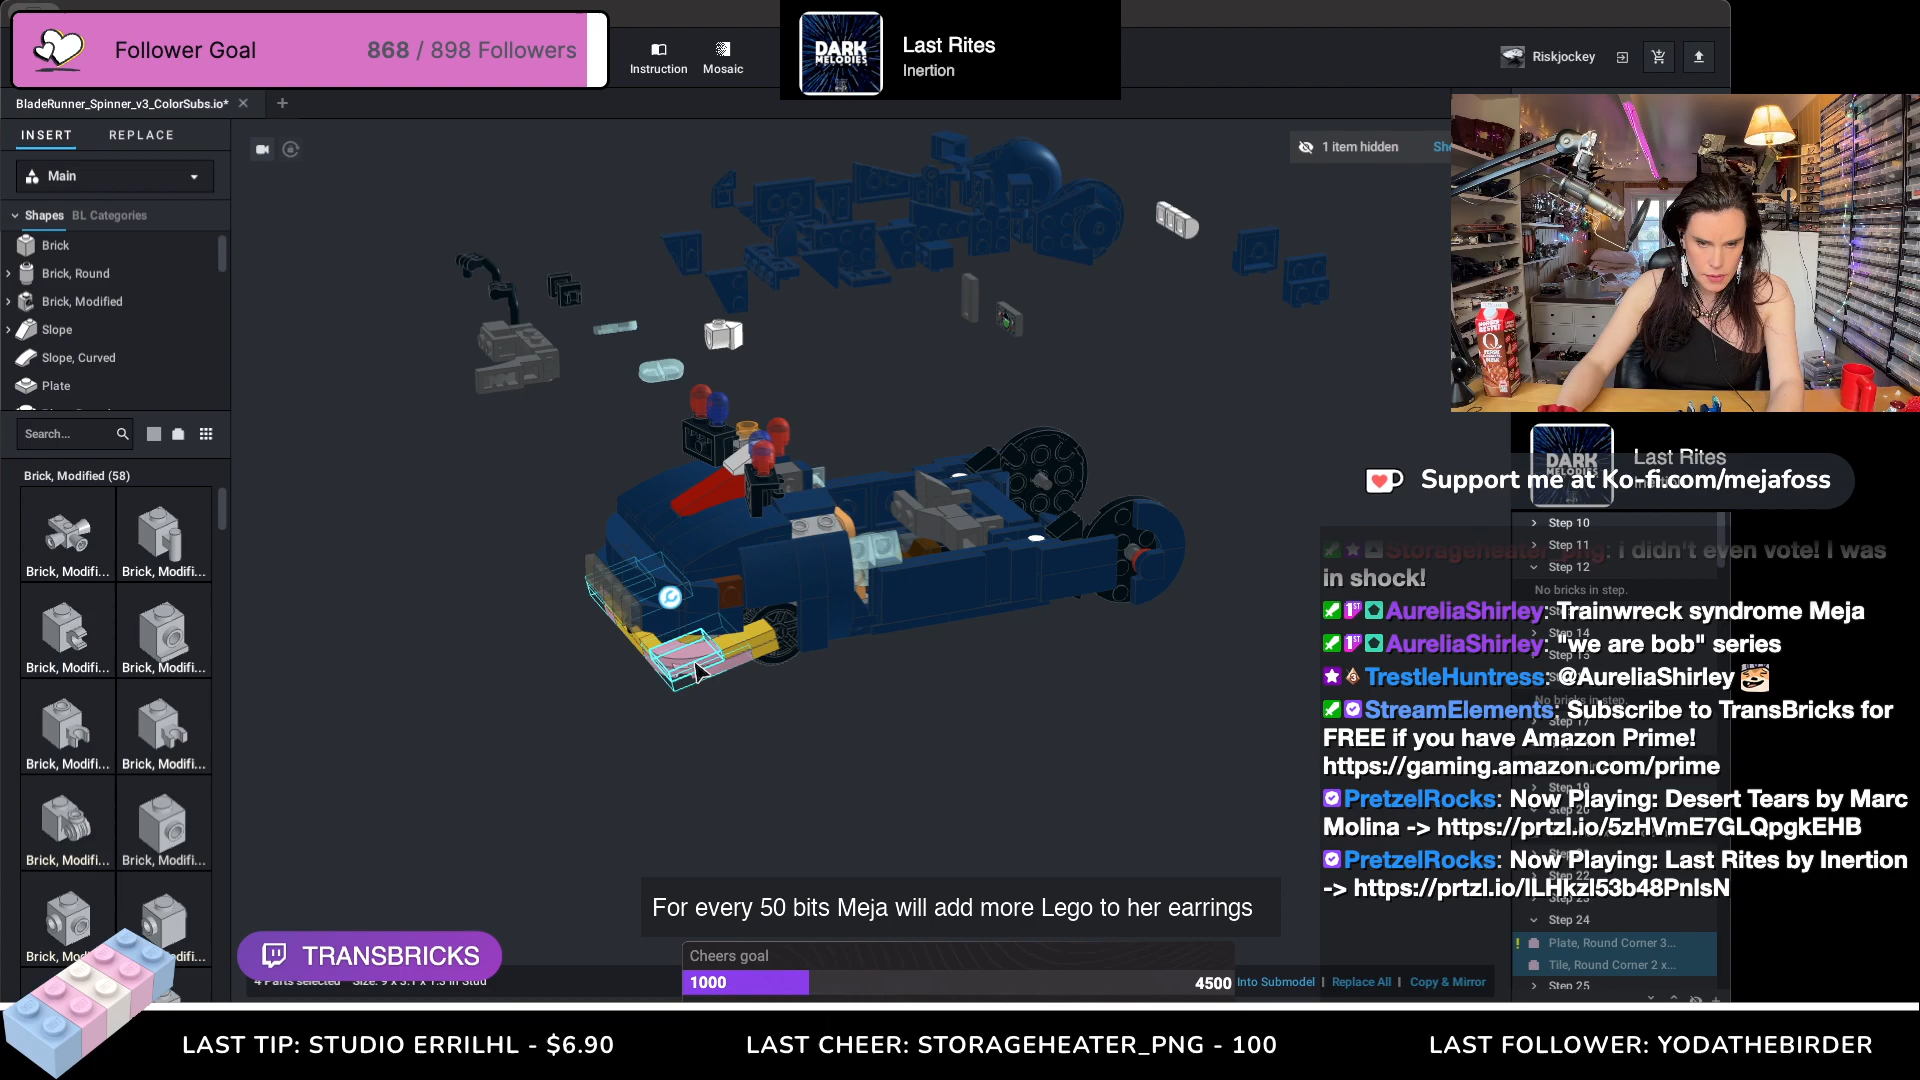 Follower Goal
868 / 898 Followers
Instruction
Mosaic
DARK
MELODIES
Last Rites
Inertion
Riskjockey
BladeRunner_Spinner_v3_ColorSubs.io*
INSERT
REPLACE
Main
Shapes
BL Categories
Brick
Brick, Round
Brick, Modified
Slope
Slope, Curved
Plate
Search...
Brick, Modified (58)
Brick, Modifi...
Brick, Modifi...
Brick, Modifi...
Brick, Modifi...
Brick, Modifi...
Brick, Modifi...
Brick, Modifi...
Brick, Modifi...
1 item hidden
DARK
MELODIES
Last Rites
Support me at Ko-fi.com/mejafoss
Step 10
Step 11
Step 12
No bricks in step.
Storageheater_png: i didn't even vote! I was
in shock!
AureliaShirley: Trainwreck syndrome Meja
AureliaShirley: "we are bob" series
TrestleHuntress: @AureliaShirley
StreamElements: Subscribe to TransBricks for
FREE if you have Amazon Prime!
https://gaming.amazon.com/prime
PretzelRocks: Now Playing: Desert Tears by Marc
Molina -> https://prtzl.io/5zHVmE7GLQpgkEHB
PretzelRocks: Now Playing: Last Rites by Inertion
-> https://prtzl.io/lLHkzl53b48PnlsN
Step 24
Plate, Round Corner 3...
Tile, Round Corner 2 x...
Step 25
For every 50 bits Meja will add more Lego to her earrings
TRANSBRICKS
Cheers goal
1000
4500
Into Submodel | Replace All | Copy & Mirror
LAST TIP: STUDIO ERRILHL - $6.90
LAST CHEER: STORAGEHEATER_PNG - 100
LAST FOLLOWER: YODATHEBIRDER